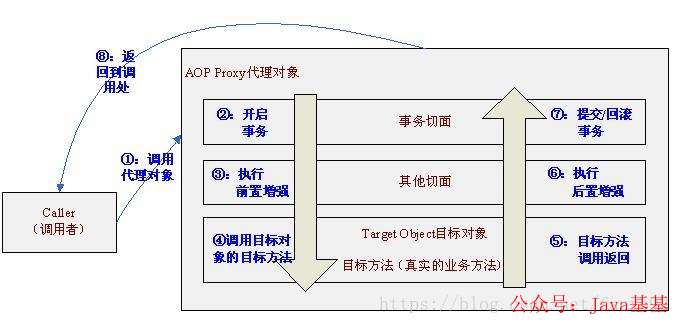 ⑧：返
回到调
用处
AOP Proxy代理对象
②：开启
事务
事务切面
⑦：提交/回滚
事务
①：调用
代理对象
③：执行
前置增强
其他切面
⑥：执行
后置增强
Caller
（调用者）
④调用目标对
象的目标方法
Target Object目标对象
目标方法（真实的业务方法）
⑤：目标方法
调用返回
https://blog.
公众号：Java基基